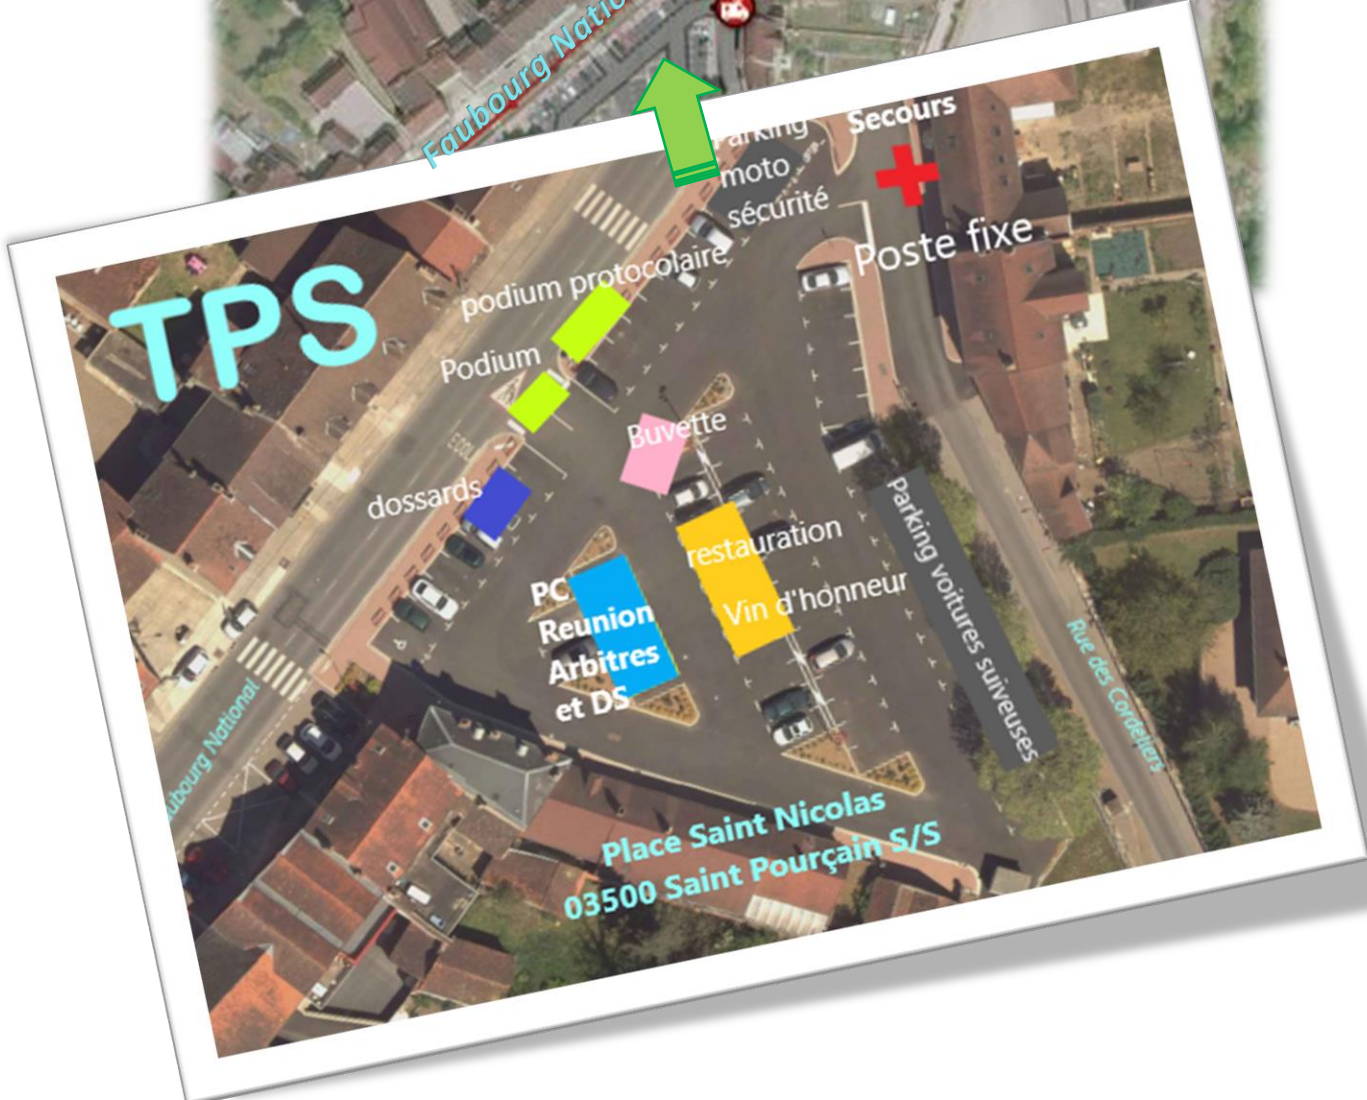 Faubourg Natio
Secours
Parking
moto
sécurité
Poste fixe
podium protocolaire
TPS
Podium
Buvette
dossards
restauration
Vin d'honneur
PC
Reunion
Arbitres
et DS
Parking voitures suiveuses
Rue des Cordeliers
ubourg National
Place Saint Nicolas
03500 Saint Pourçain S/S